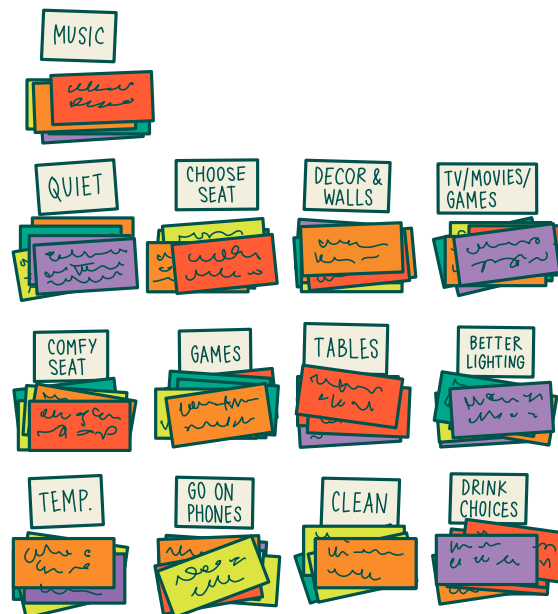 MUSIC
QUIET
CHOOSE
SEAT
DECOR &
WALLS
TV/MOVIES/
GAMES
COMFY
SEAT
GAMES
TABLES
BETTER
LIGHTING
TEMP.
GO ON
PHONES
CLEAN
DRINK
CHOICES